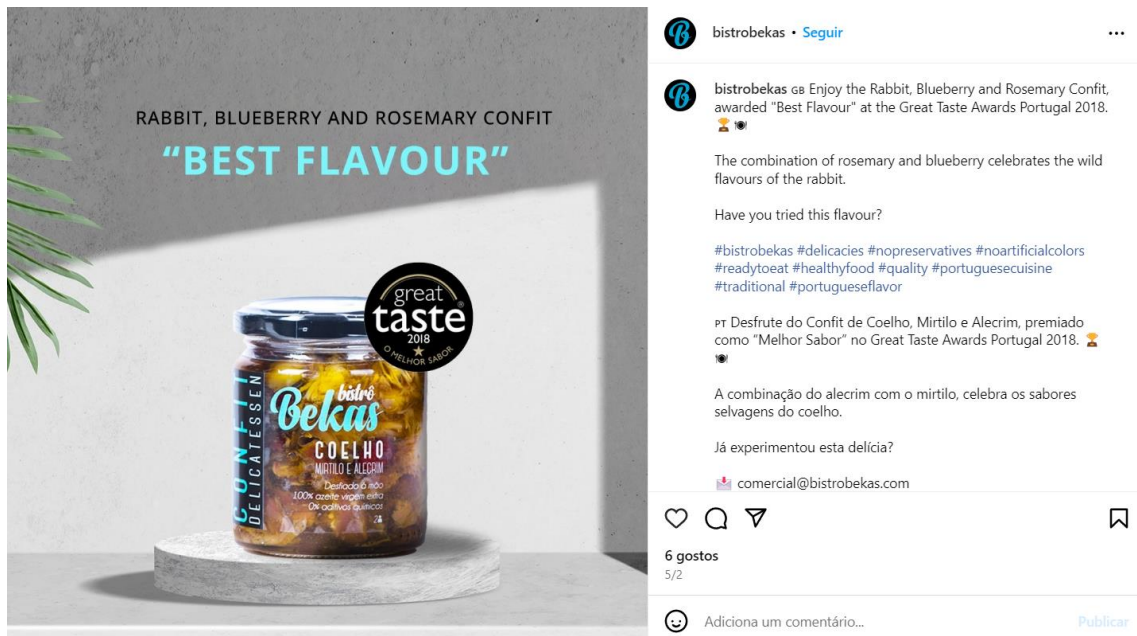 RABBIT, BLUEBERRY AND ROSEMARY CONFIT
“BEST FLAVOUR”
great
taste
®
2018
O MELHOR SABOR
CONFIT
DELICATESSEN
bistrô
Bekas
COELHO
MIRTILO E ALECRIM
Desfiado à mão
100% azeite virgem extra
0% aditivos químicos
2
bistrobekas • Seguir
bistrobekas GB Enjoy the Rabbit, Blueberry and Rosemary Confit,
awarded "Best Flavour" at the Great Taste Awards Portugal 2018.
🏆🍽
The combination of rosemary and blueberry celebrates the wild
flavours of the rabbit.
Have you tried this flavour?
#bistrobekas #delicacies #nopreservatives #noartificialcolors
#readytoeat #healthyfood #quality #portuguesecuisine
#traditional #portugueseflavor
PT Desfrute do Confit de Coelho, Mirtilo e Alecrim, premiado
como “Melhor Sabor” no Great Taste Awards Portugal 2018. 🏆
🍽
A combinação do alecrim com o mirtilo, celebra os sabores
selvagens do coelho.
Já experimentou esta delícia?
📩 comercial@bistrobekas.com
6 gostos
5/2
Adiciona um comentário...
Publicar